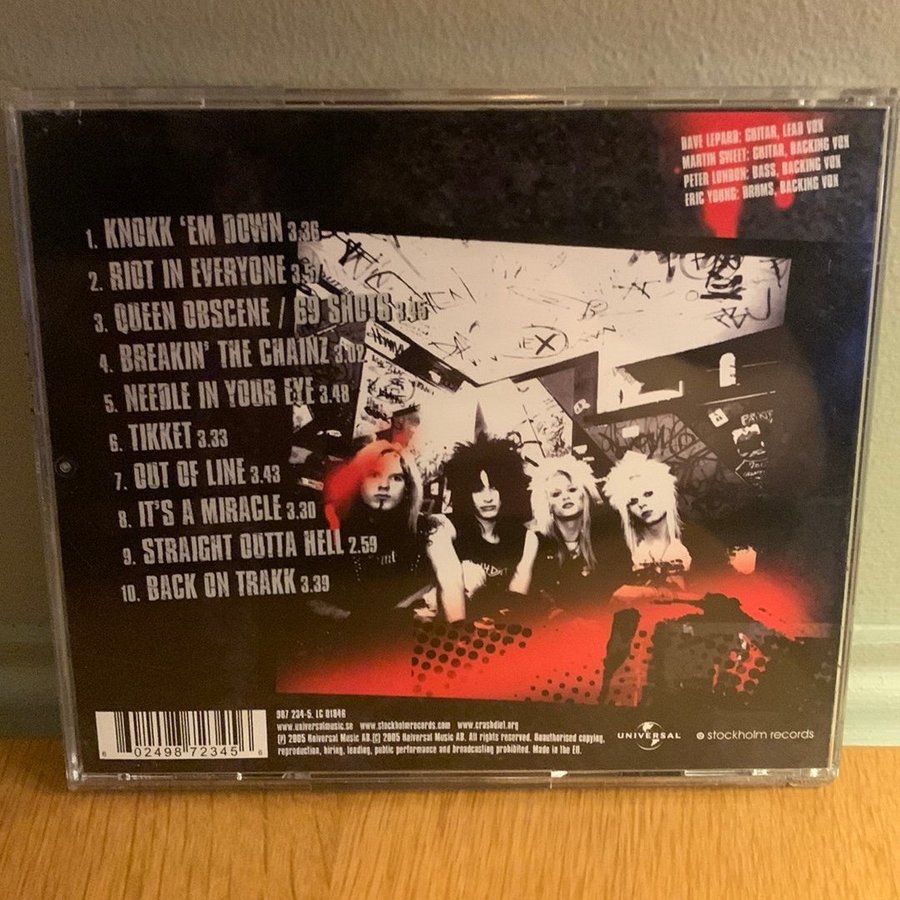 DAVE LEPARD: GUITAR, LEAD VOX
MARTIN SWEET: GUITAR, BACKING VOX
PETER LONDON: BASS, BACKING VOX
ERIC YOUNG: DRUMS, BACKING VOX
1. KNOKK 'EM DOWN 3.36
2. RIOT IN EVERYONE 3.57
3. QUEEN OBSCENE / 69 SHOTS 3.15
4. BREAKIN' THE CHAINZ 3.02
5. NEEDLE IN YOUR EYE 3.48
6. TIKKET 3.33
7. OUT OF LINE 3.43
8. IT'S A MIRACLE 3.30
9. STRAIGHT OUTTA HELL 2.59
10. BACK ON TRAKK 3.39
987 234-5. LC 01846
www.universalmusic.se www.stockholmrecords.com www.crashdiet.org
(P) 2005 Universal Music AB.(C) 2005 Universal Music AB. All rights reserved. Unauthorised copying,
reproduction, hiring, lending, public performance and broadcasting prohibited. Made in the EU.
6 02498 72345 6
UNIVERSAL
stockholm records